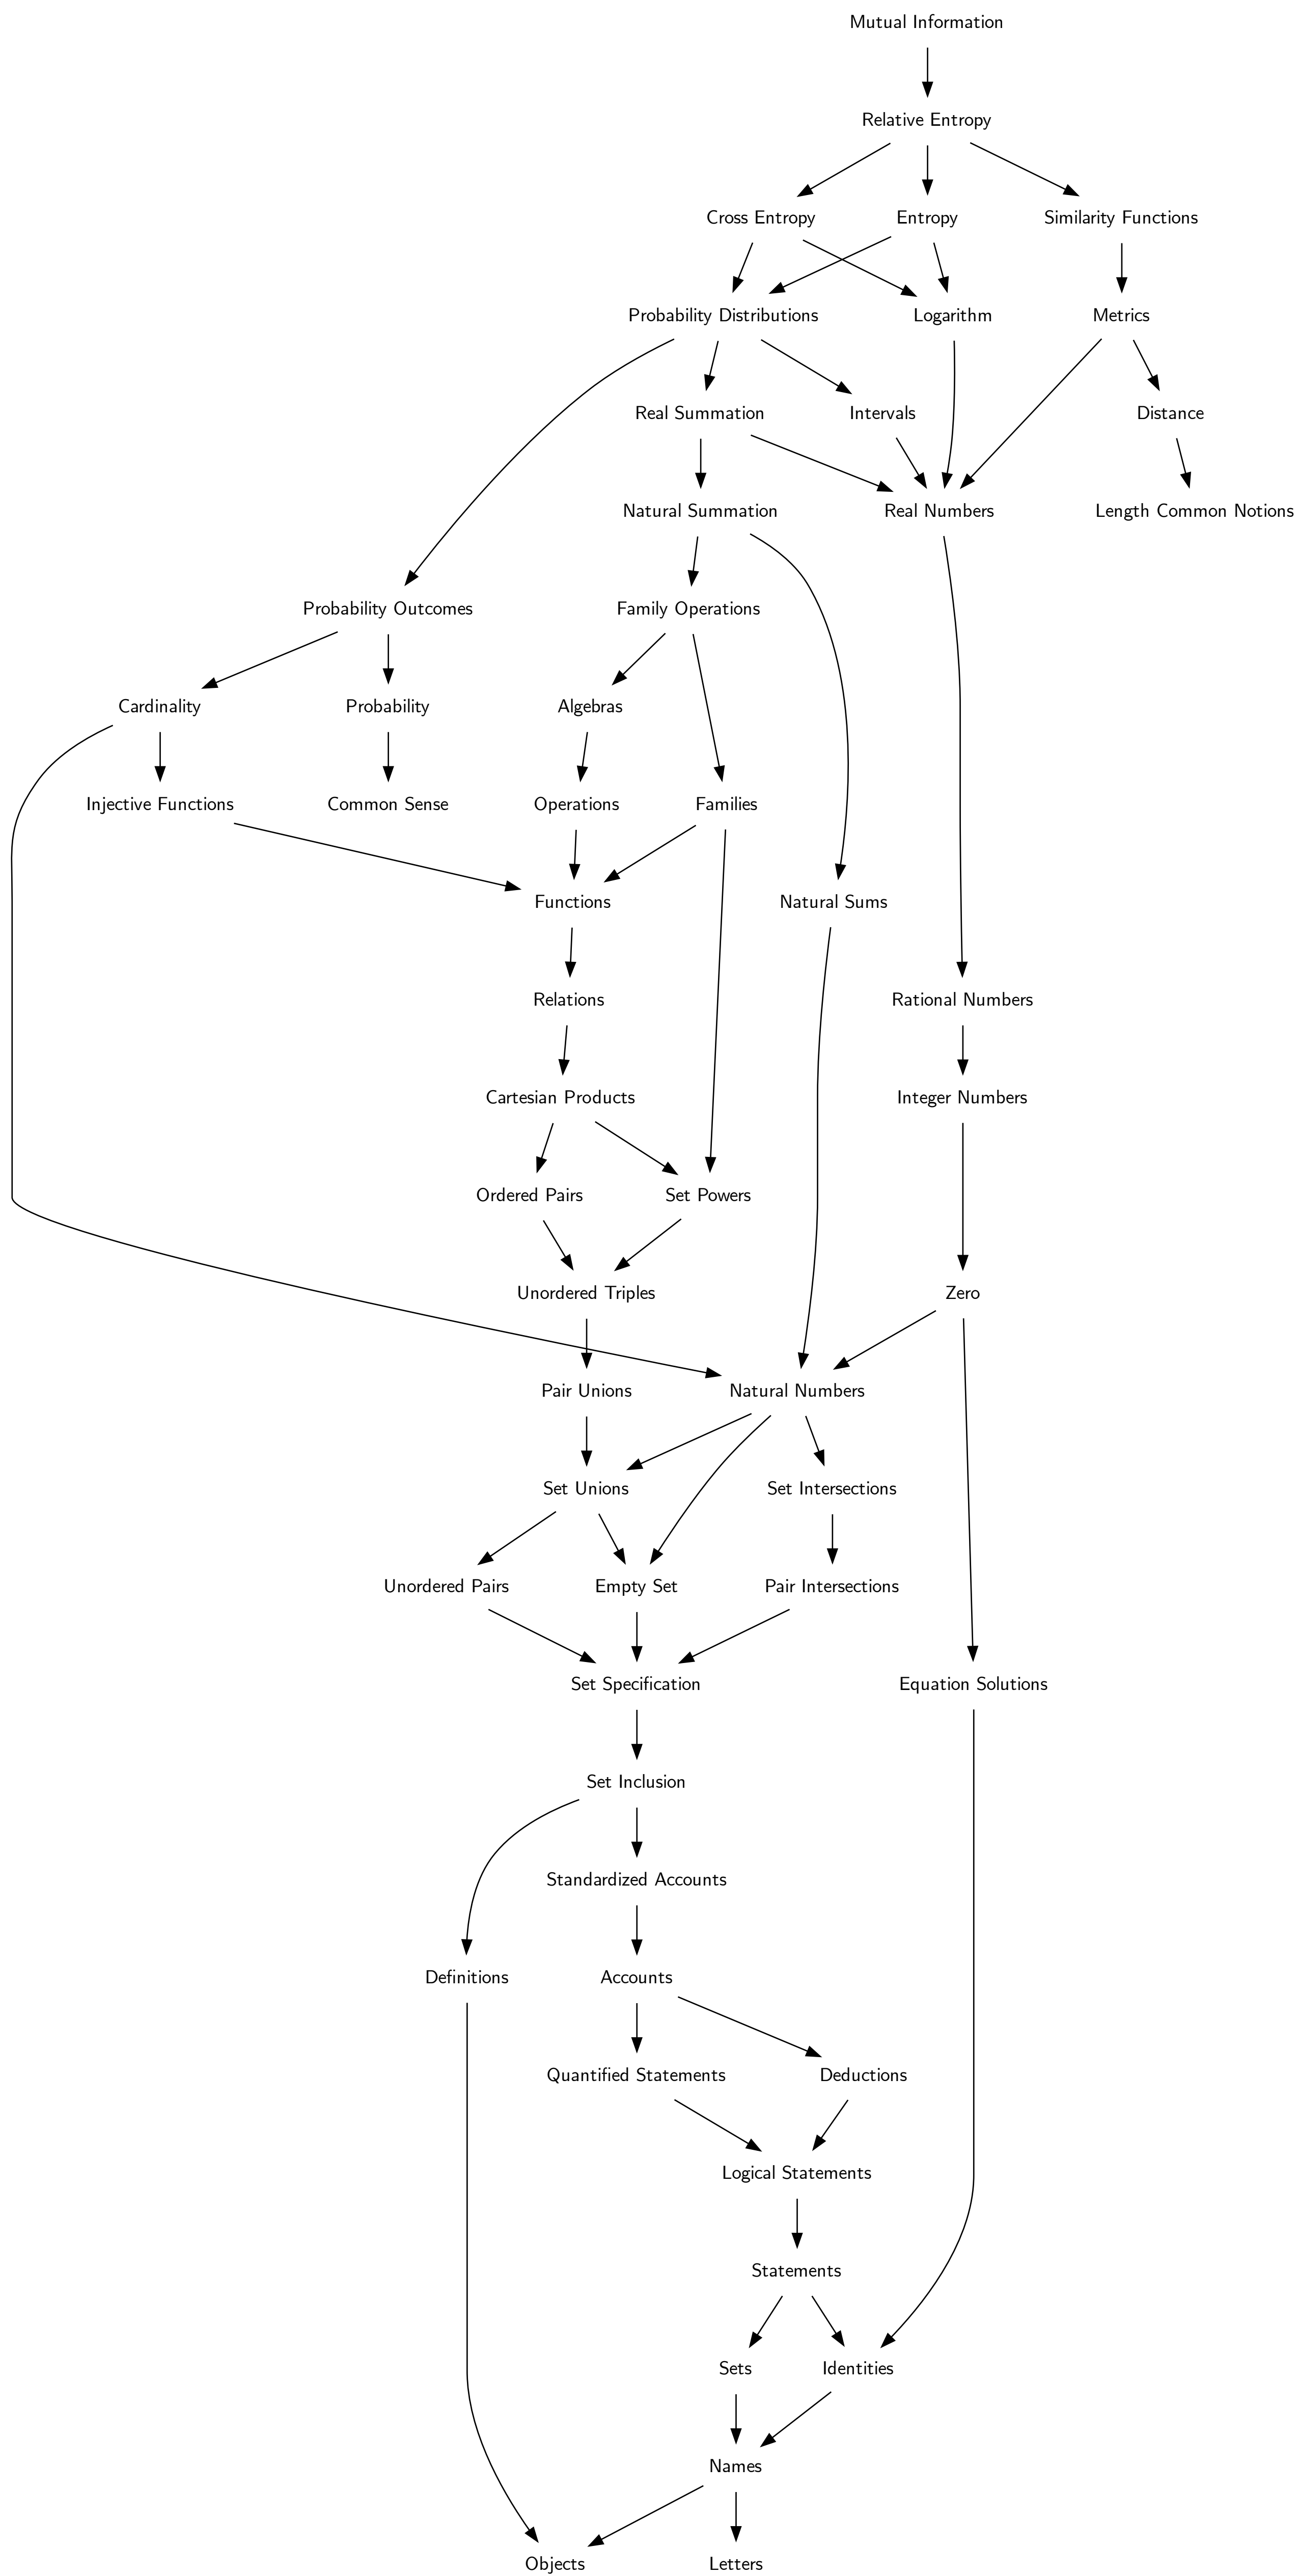 Mutual Information
Relative Entropy
Cross Entropy
Entropy
Similarity Functions
Probability Distributions
Logarithm
Metrics
Real Summation
Intervals
Distance
Natural Summation
Real Numbers
Length Common Notions
Probability Outcomes
Family Operations
Cardinality
Probability
Algebras
Injective Functions
Common Sense
Operations
Families
Functions
Natural Sums
Relations
Rational Numbers
Cartesian Products
Integer Numbers
Ordered Pairs
Set Powers
Unordered Triples
Zero
Pair Unions
Natural Numbers
Set Unions
Set Intersections
Unordered Pairs
Empty Set
Pair Intersections
Set Specification
Equation Solutions
Set Inclusion
Standardized Accounts
Definitions
Accounts
Quantified Statements
Deductions
Logical Statements
Statements
Sets
Identities
Names
Objects
Letters